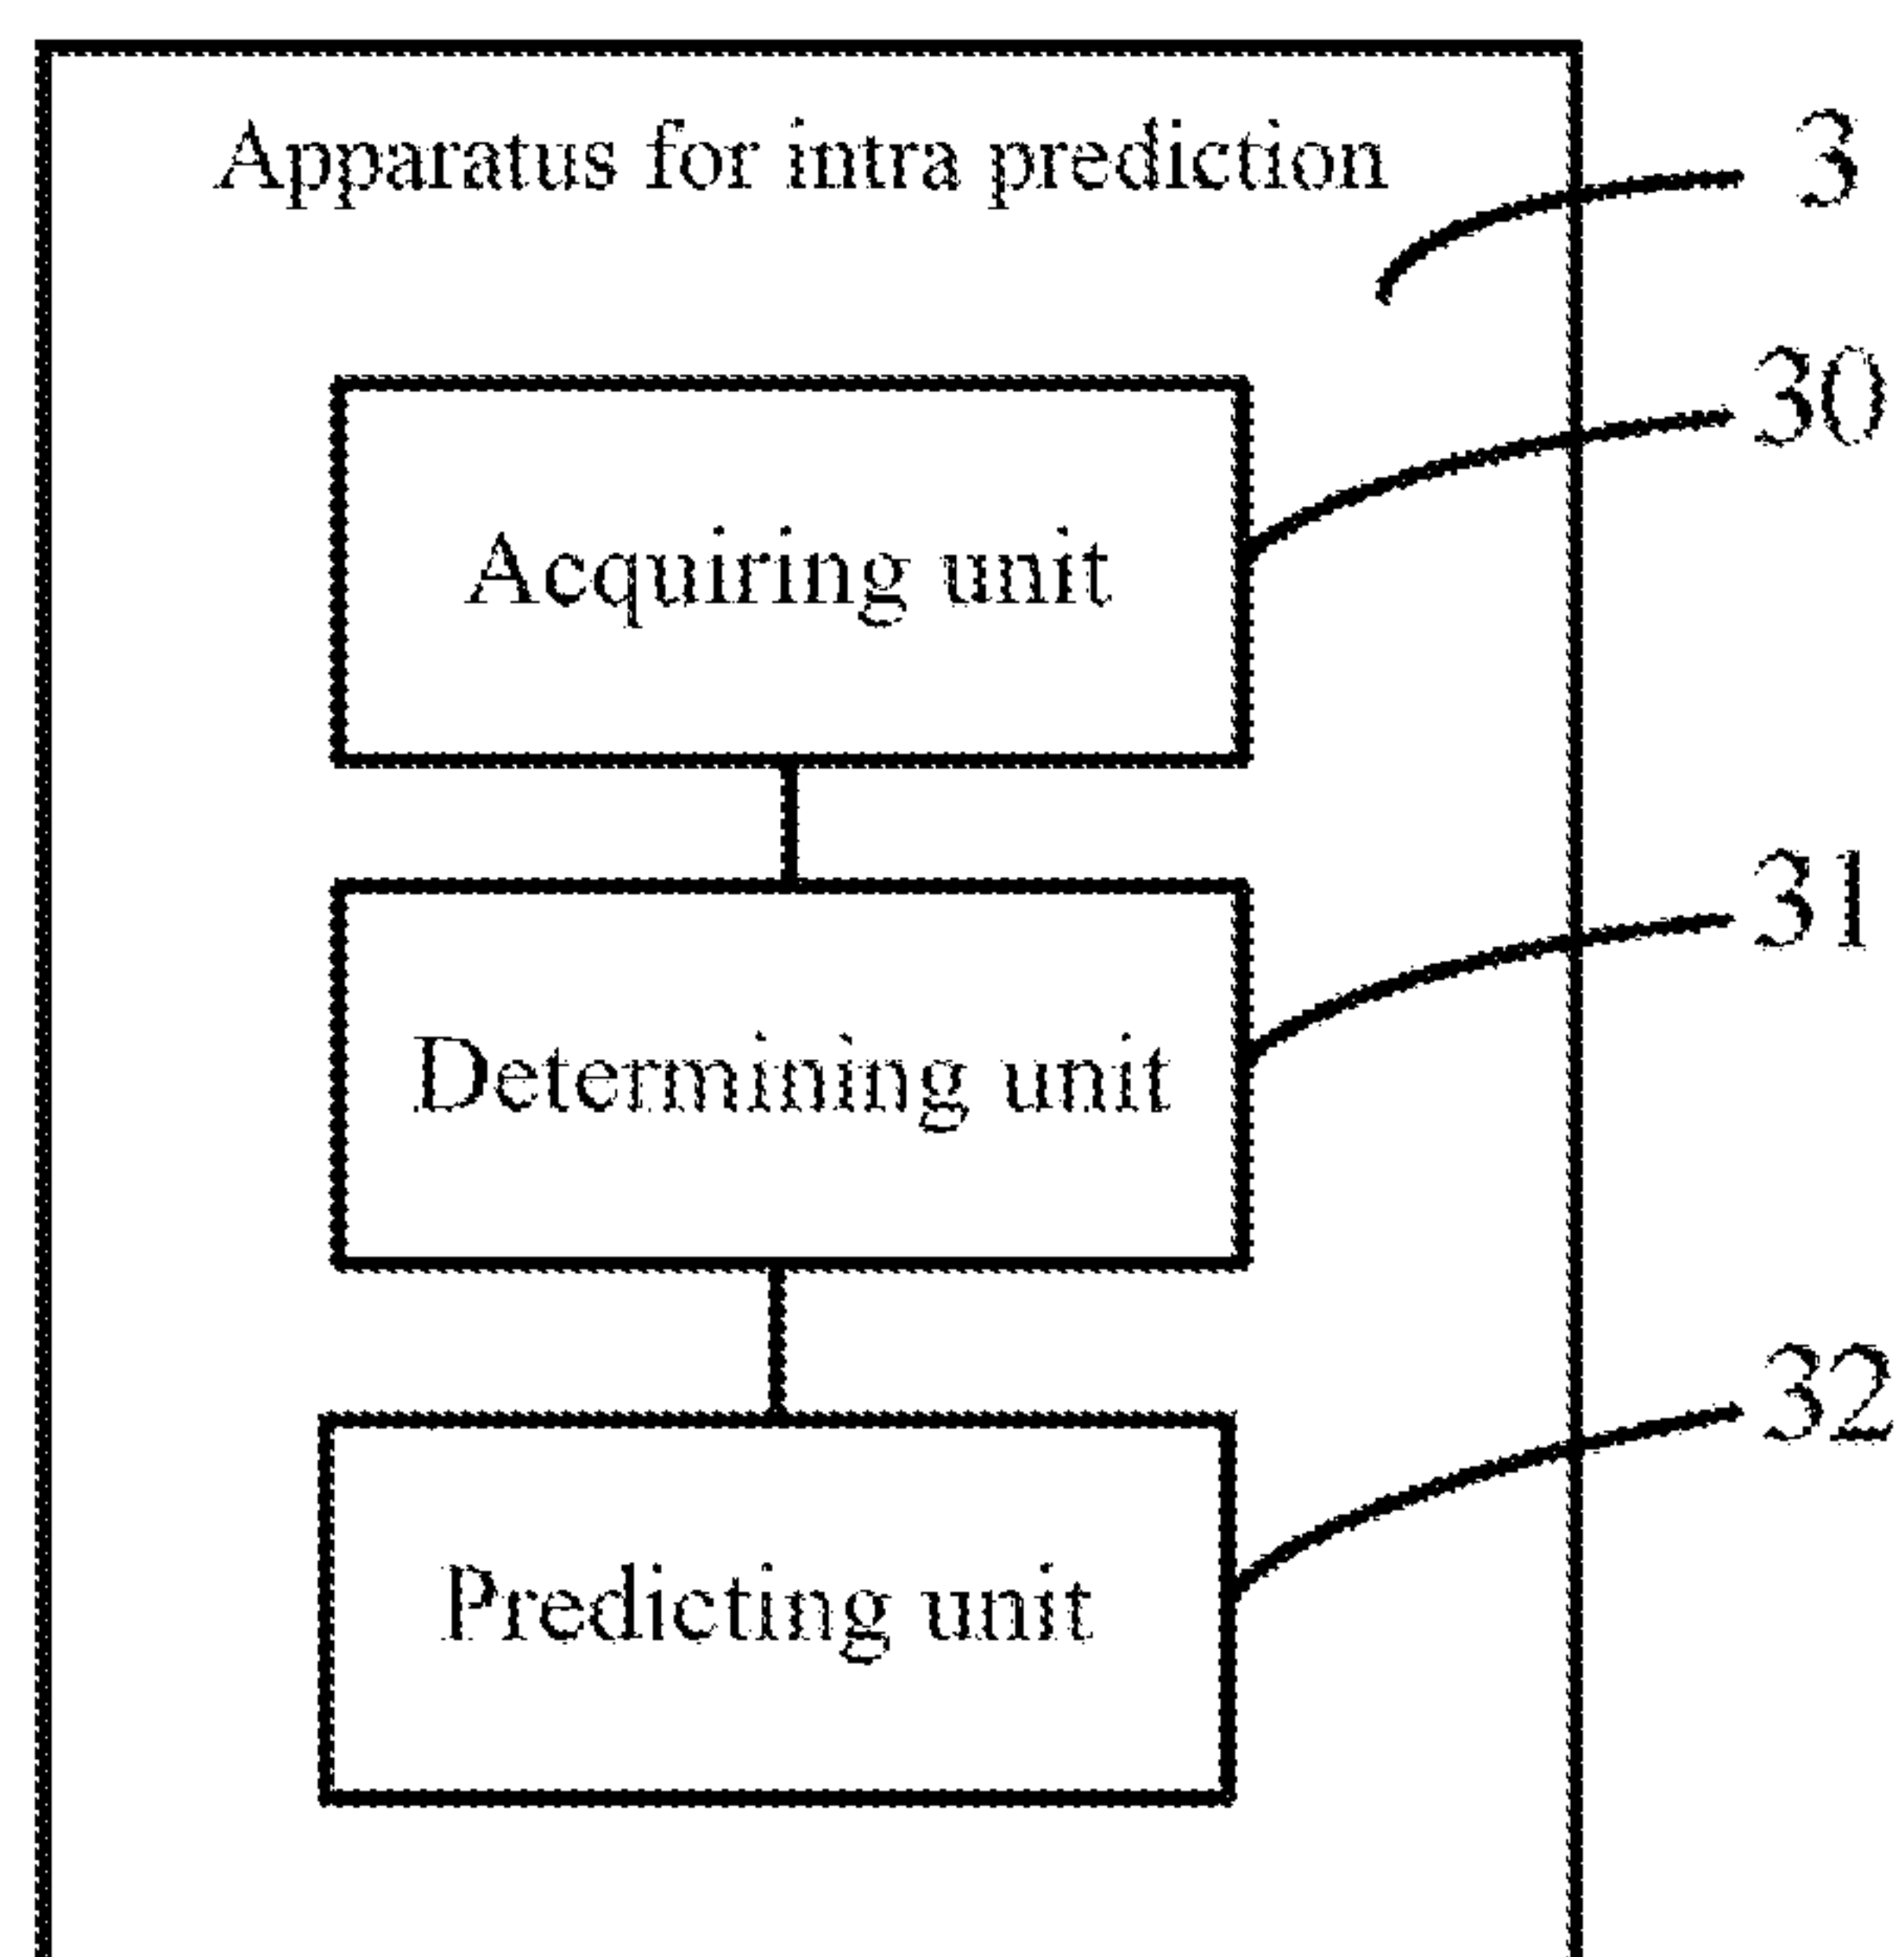 Apparatus for intra prediction
3
30
Acquiring unit
31
Determining unit
32
Predicting unit